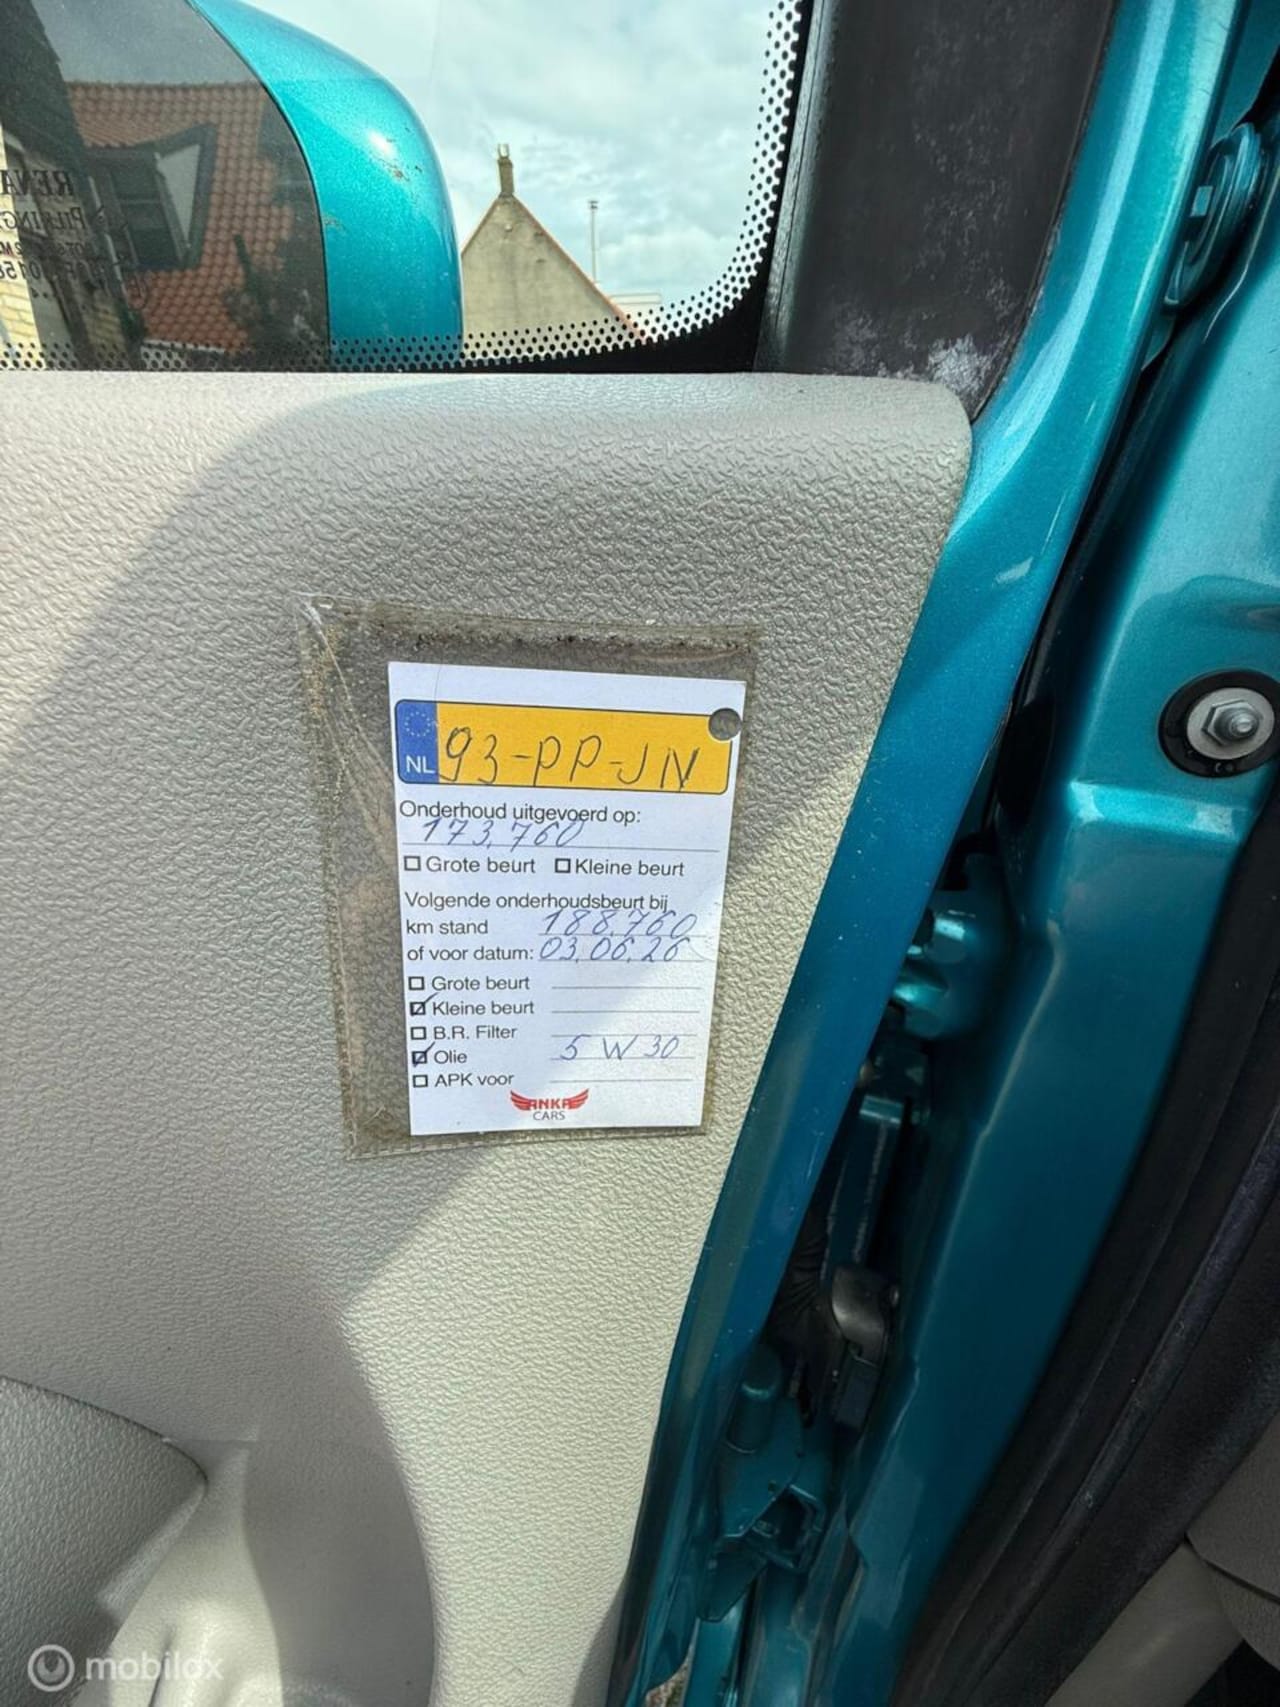 93-PP-JN
NL
Onderhoud uitgevoerd op:
173,760
Grote beurt Kleine beurt
Volgende onderhoudsbeurt bij
km stand 188,760
of voor datum: 03,06,26
Grote beurt
Kleine beurt
B.R. Filter
Olie 5 W 30
APK voor
ANKA
CARS
mobilox